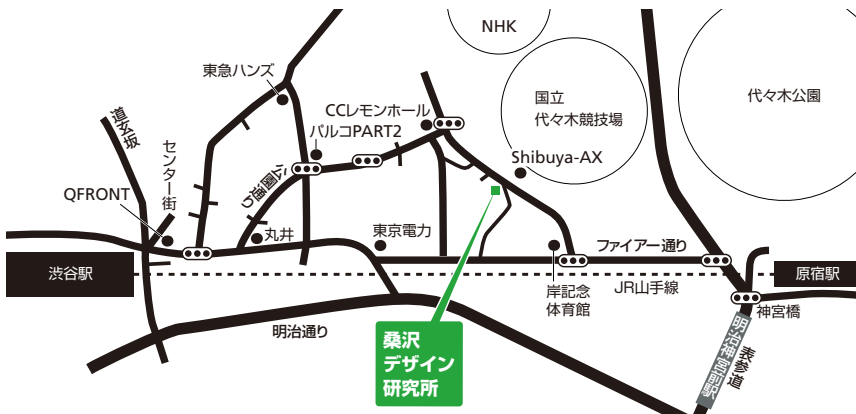 NHK
東急ハンズ
CCレモンホール
パルコPART2
国立
代々木競技場
代々木公園
道玄坂
センター街
公園通り
Shibuya-AX
QFRONT
丸井
東京電力
ファイアー通り
渋谷駅
原宿駅
岸記念
体育館
JR山手線
神宮橋
明治通り
桑沢
デザイン
研究所
明治神宮前駅
表参道